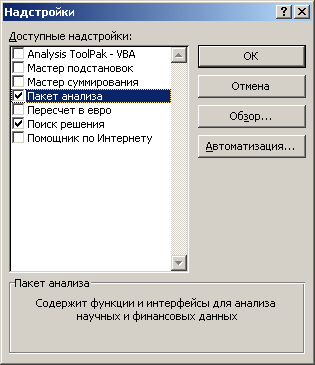 Надстройки
Доступные надстройки:
Analysis ToolPak - VBA
Мастер подстановок
Мастер суммирования
Пакет анализа
Пересчет в евро
Поиск решения
Помощник по Интернету
ОК
Отмена
Обзор...
Автоматизация...
Пакет анализа
Содержит функции и интерфейсы для анализа
научных и финансовых данных